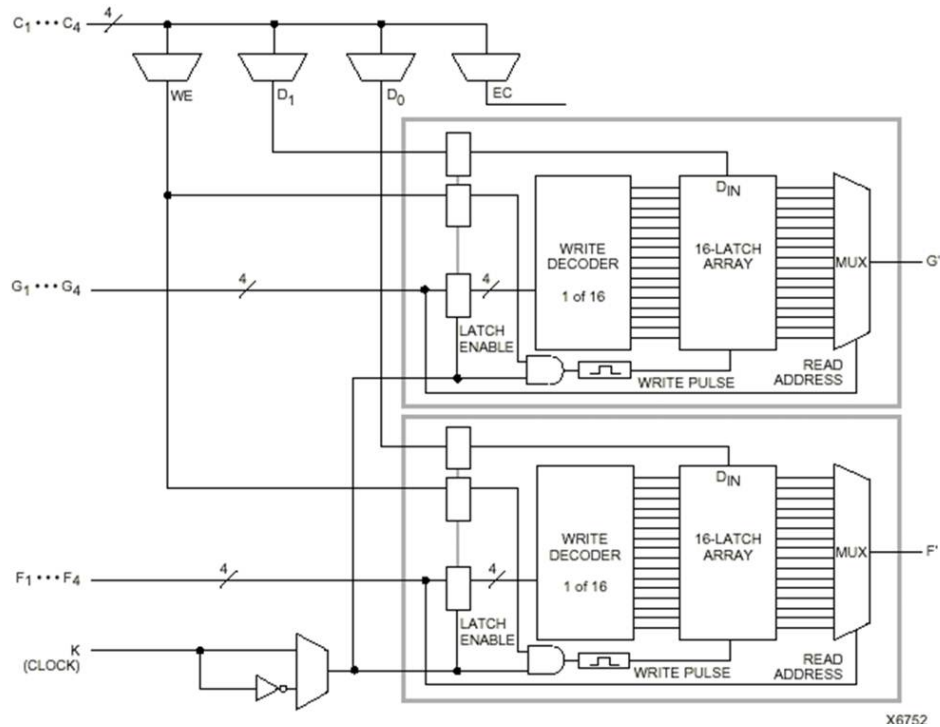 C1 ••• C4
4
WE
D1
D0
EC
DIN
WRITE
DECODER
1 of 16
16-LATCH
ARRAY
MUX
G'
G1 ••• G4
4
4
LATCH
ENABLE
WRITE PULSE
READ
ADDRESS
DIN
WRITE
DECODER
1 of 16
16-LATCH
ARRAY
MUX
F'
F1 ••• F4
4
4
LATCH
ENABLE
K
(CLOCK)
WRITE PULSE
READ
ADDRESS
X6752